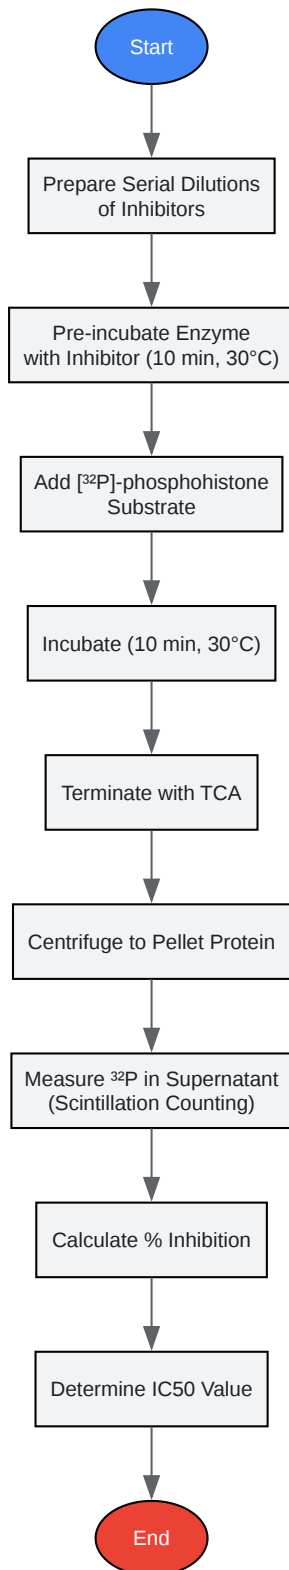 Start
Prepare Serial Dilutions
of Inhibitors
Pre-incubate Enzyme
with Inhibitor (10 min, 30°C)
Add [³²P]-phosphohistone
Substrate
Incubate (10 min, 30°C)
Terminate with TCA
Centrifuge to Pellet Protein
Measure ³²P in Supernatant
(Scintillation Counting)
Calculate % Inhibition
Determine IC50 Value
End